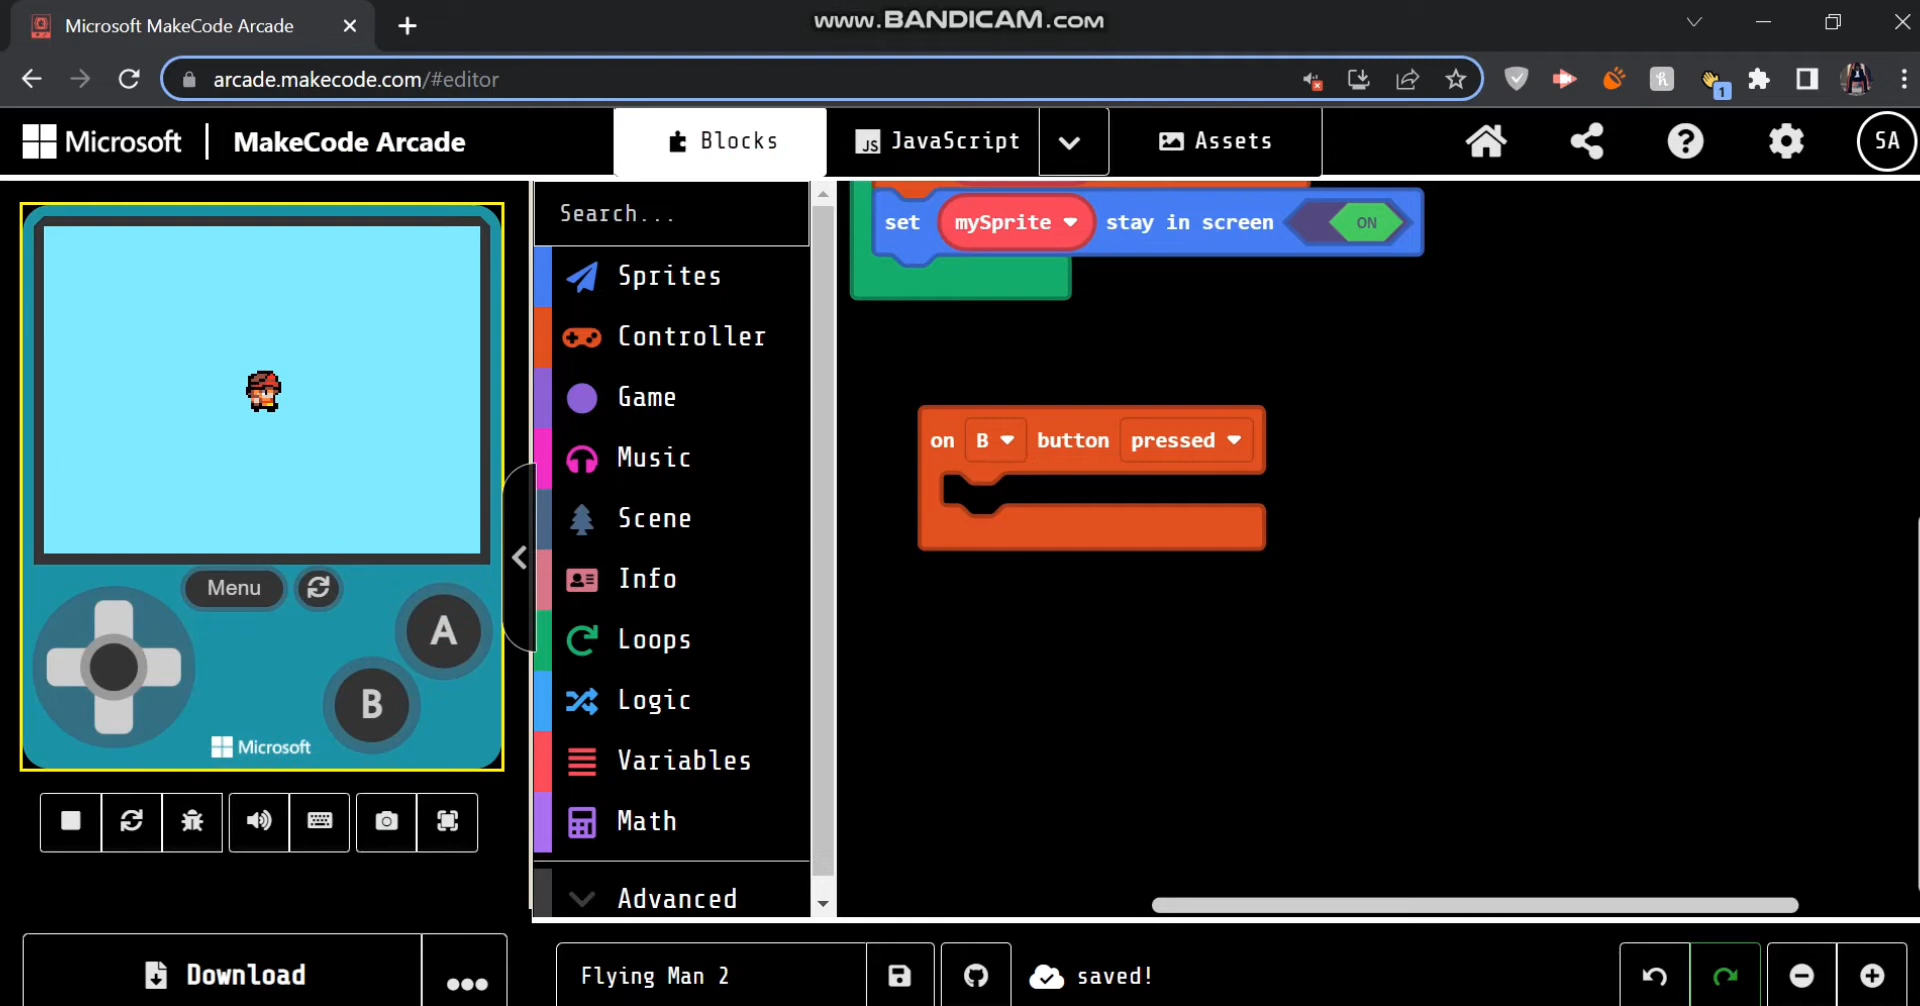 Microsoft MakeCode Arcade
www.BANDICAM.com
arcade.makecode.com/#editor
1
Microsoft
MakeCode Arcade
Blocks
JS
JavaScript
Assets
SA
Search...
Sprites
Controller
Game
Music
Scene
Info
Loops
Logic
Variables
Math
Advanced
set mySprite stay in screen ON
on B button pressed
Menu
A
B
Microsoft
Download
Flying Man 2
saved!